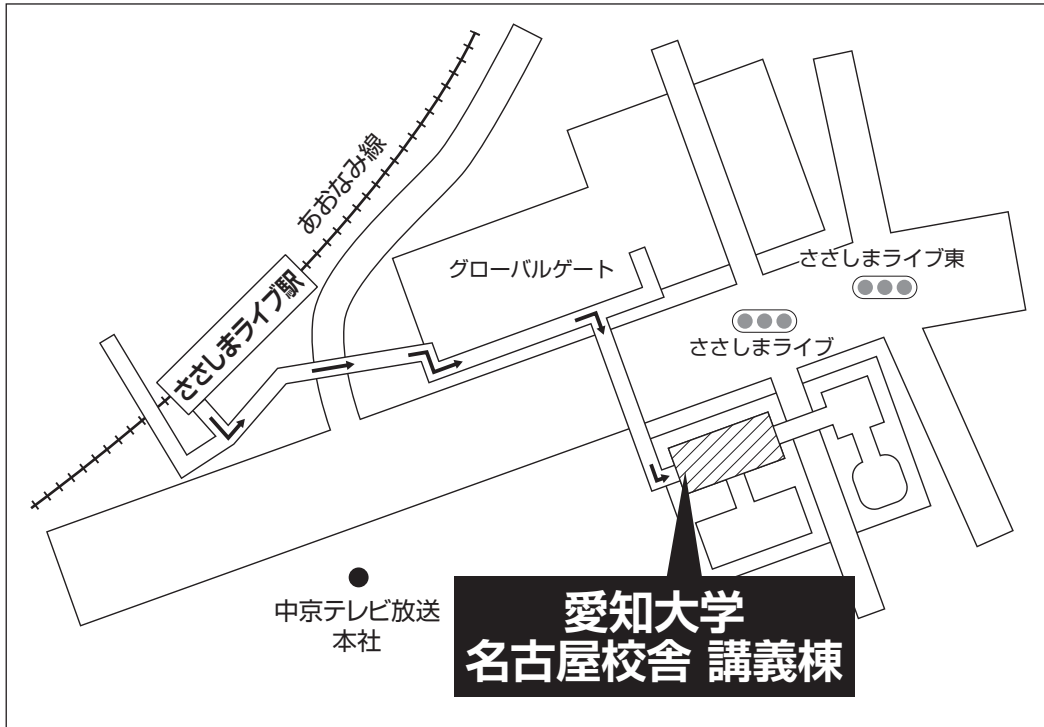 あおなみ線
ささしまライブ駅
グローバルゲート
ささしまライブ東
ささしまライブ
中京テレビ放送
本社
愛知大学
名古屋校舎 講義棟